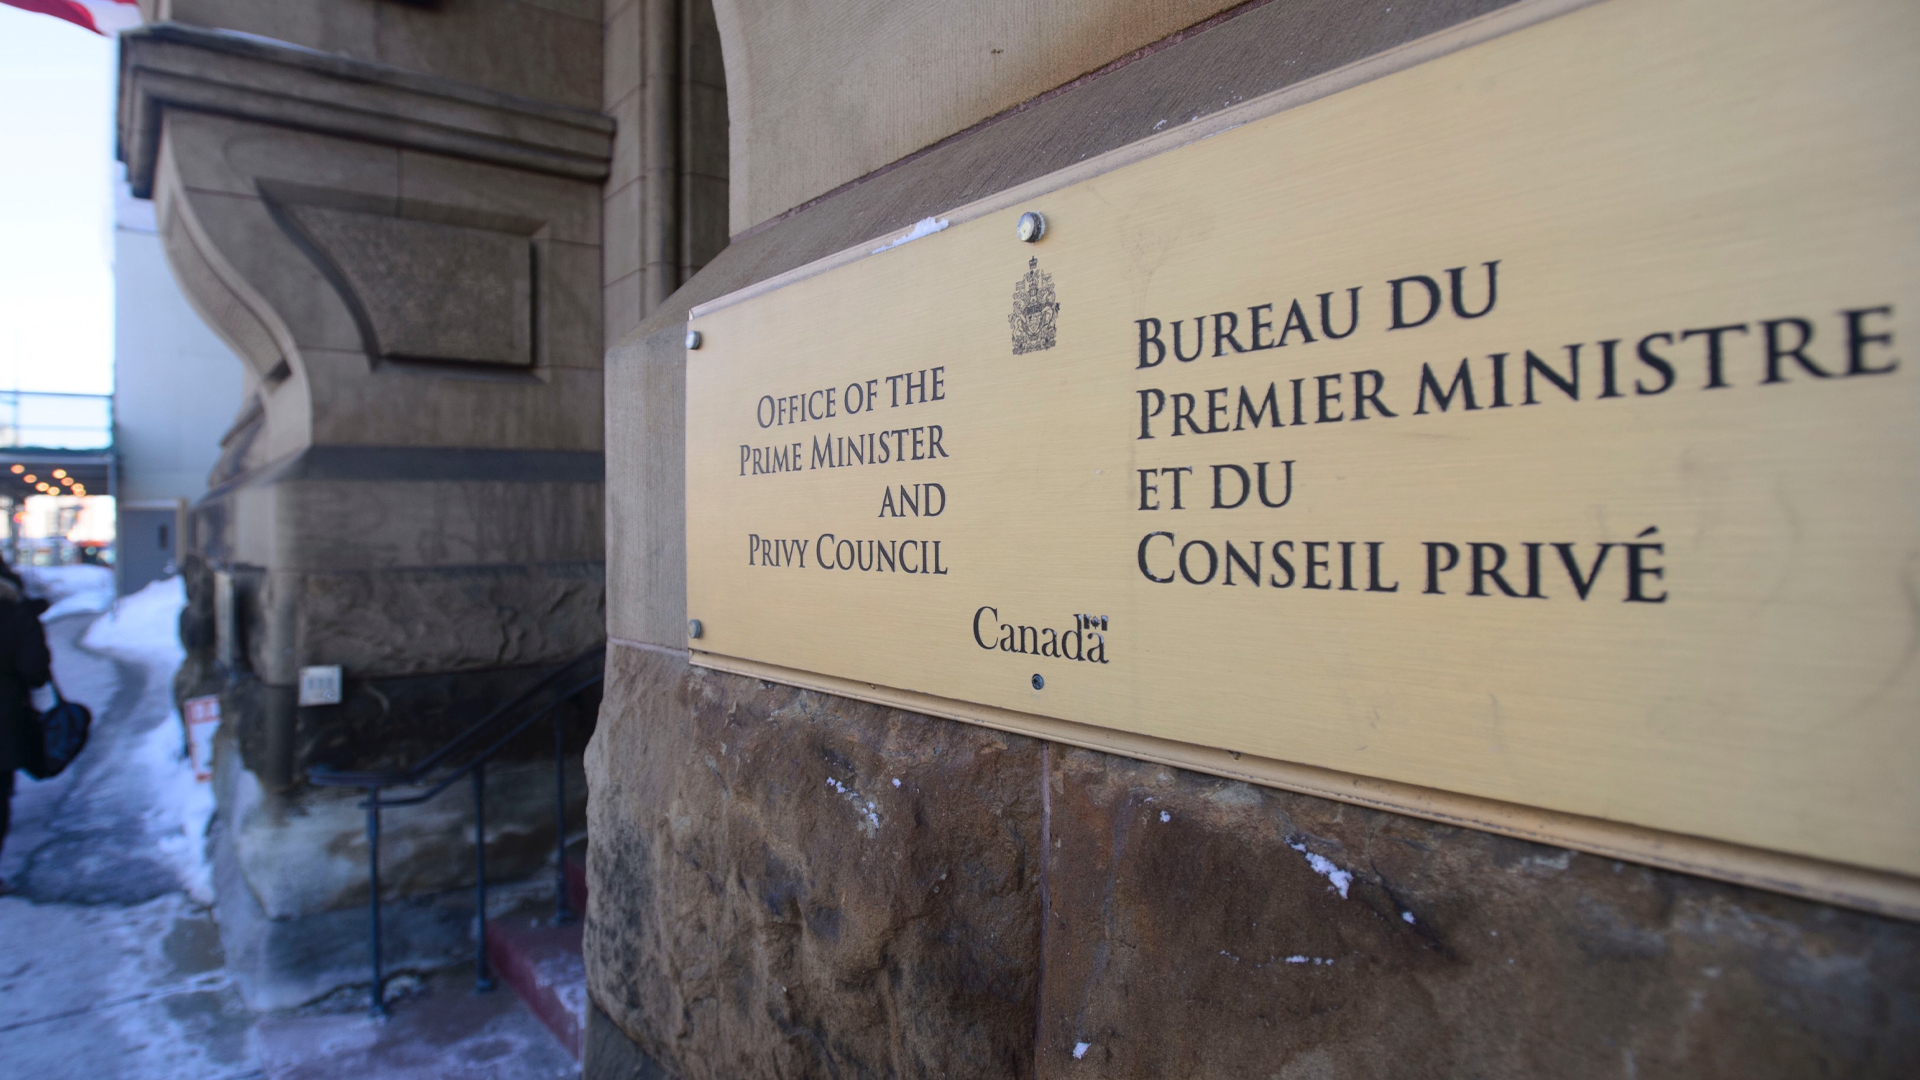 Office of the
Prime Minister
and
Privy Council
Bureau du
Premier ministre
et du
Conseil privé
Canada